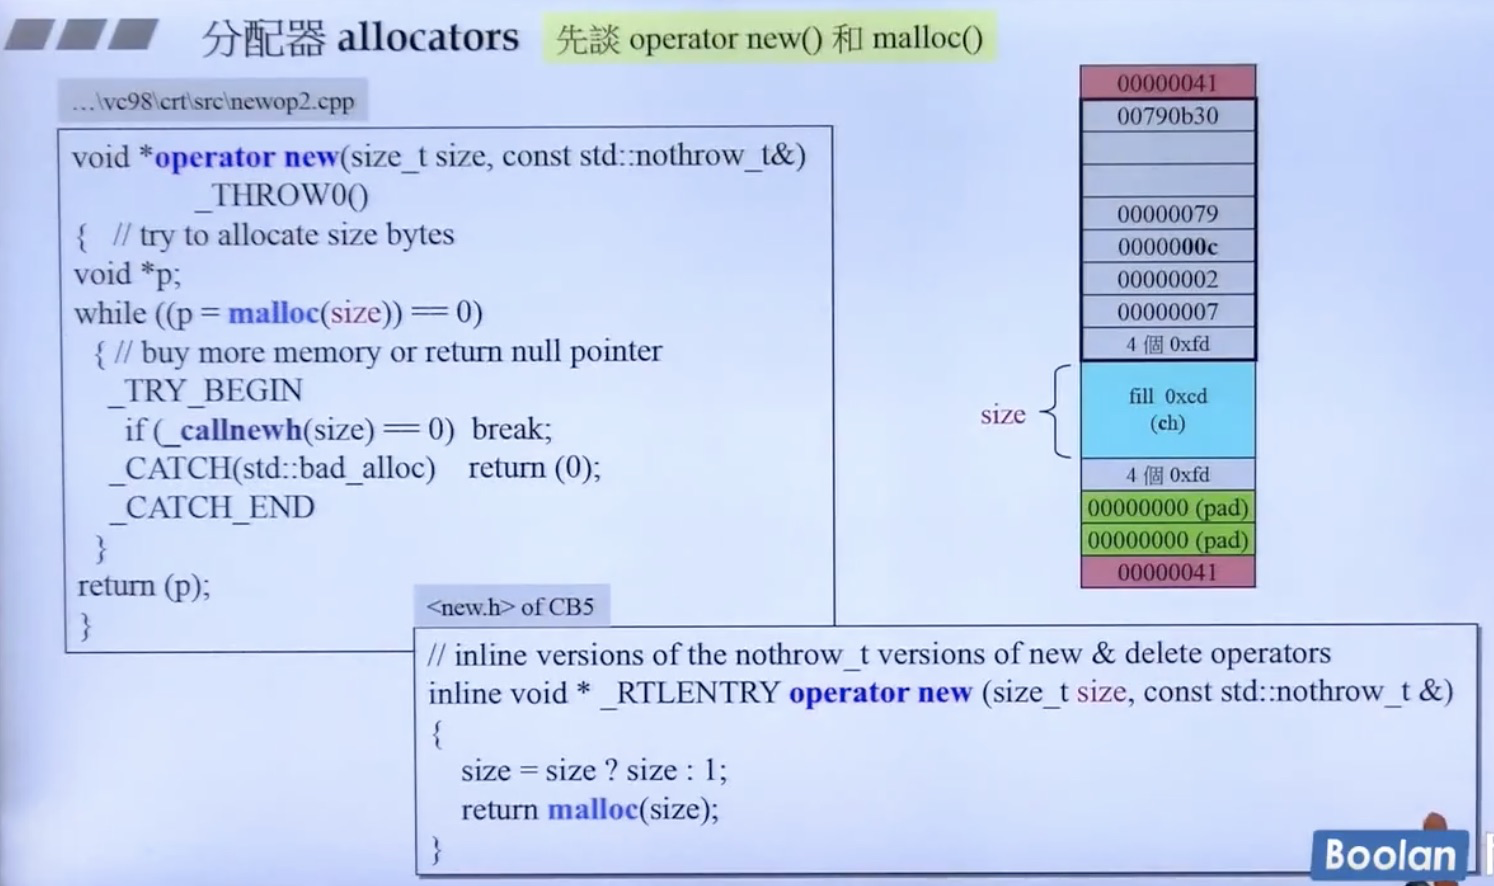 分配器 allocators
先談 operator new() 和 malloc()
...\vc98\crt\src\newop2.cpp
void *operator new(size_t size, const std::nothrow_t&)
_THROW0()
{ // try to allocate size bytes
void *p;
while ((p = malloc(size)) == 0)
{ // buy more memory or return null pointer
_TRY_BEGIN
if (_callnewh(size) == 0) break;
_CATCH(std::bad_alloc) return (0);
_CATCH_END
}
return (p);
}
00000041
00790b30
00000079
0000000c
00000002
00000007
4 個 0xfd
size
fill 0xcd
(ch)
4 個 0xfd
00000000 (pad)
00000000 (pad)
00000041
<new.h> of CB5
// inline versions of the nothrow_t versions of new & delete operators
inline void * _RTLENTRY operator new (size_t size, const std::nothrow_t &)
{
size = size ? size : 1;
return malloc(size);
}
Boolan